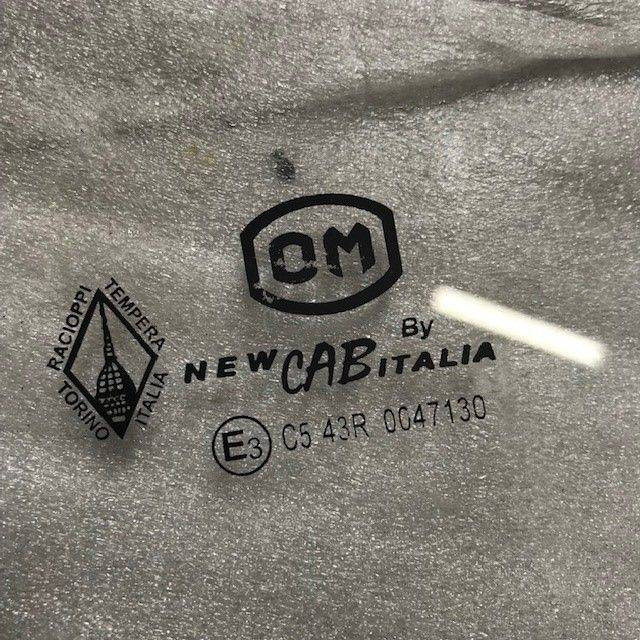 OM
By
NEW CAB ITALIA
RACIOPPI
TEMPERA
TORINO
ITALIA
E3 C5 43R 0047130